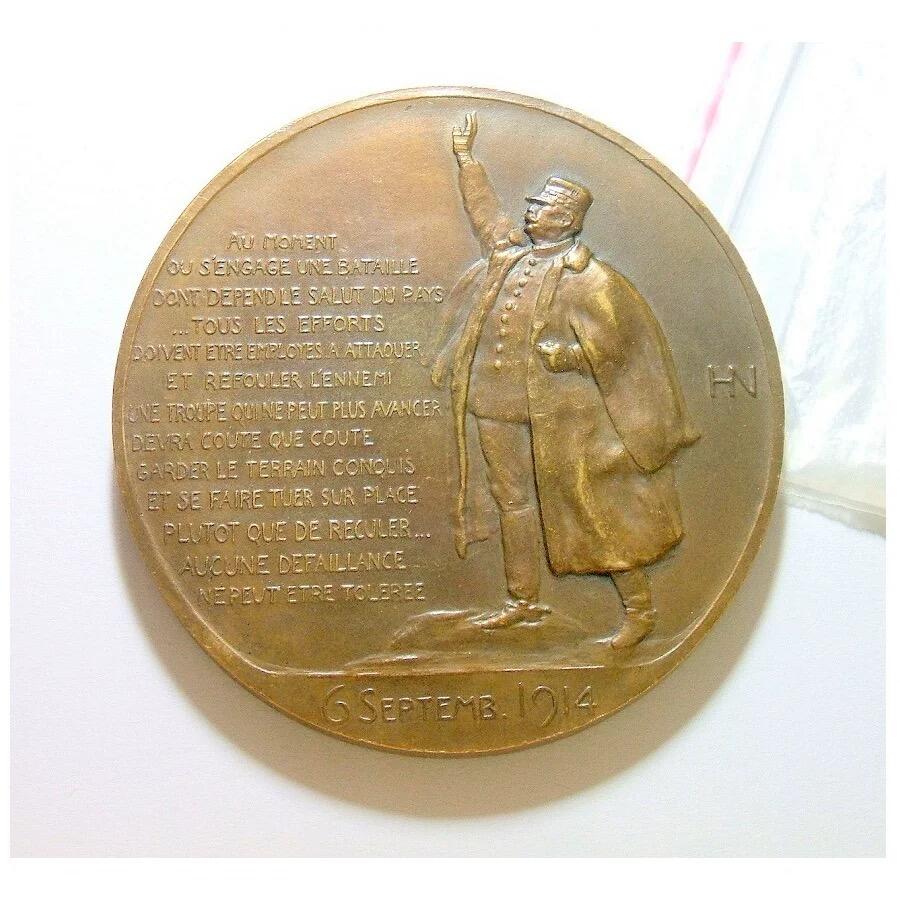 AU MOMENT
OU S'ENGAGE UNE BATAILLE
DONT DEPEND LE SALUT DU PAYS
...TOUS LES EFFORTS
DOIVENT ETRE EMPLOYES A ATTAQUER
ET REFOULER L'ENNEMI
UNE TROUPE QUI NE PEUT PLUS AVANCER
DEVRA COUTE QUE COUTE
GARDER LE TERRAIN CONQUIS
ET SE FAIRE TUER SUR PLACE
PLUTOT QUE DE RECULER...
AUCUNE DEFAILLANCE
NE PEUT ETRE TOLEREE
HN
6 SEPTEMB. 1914